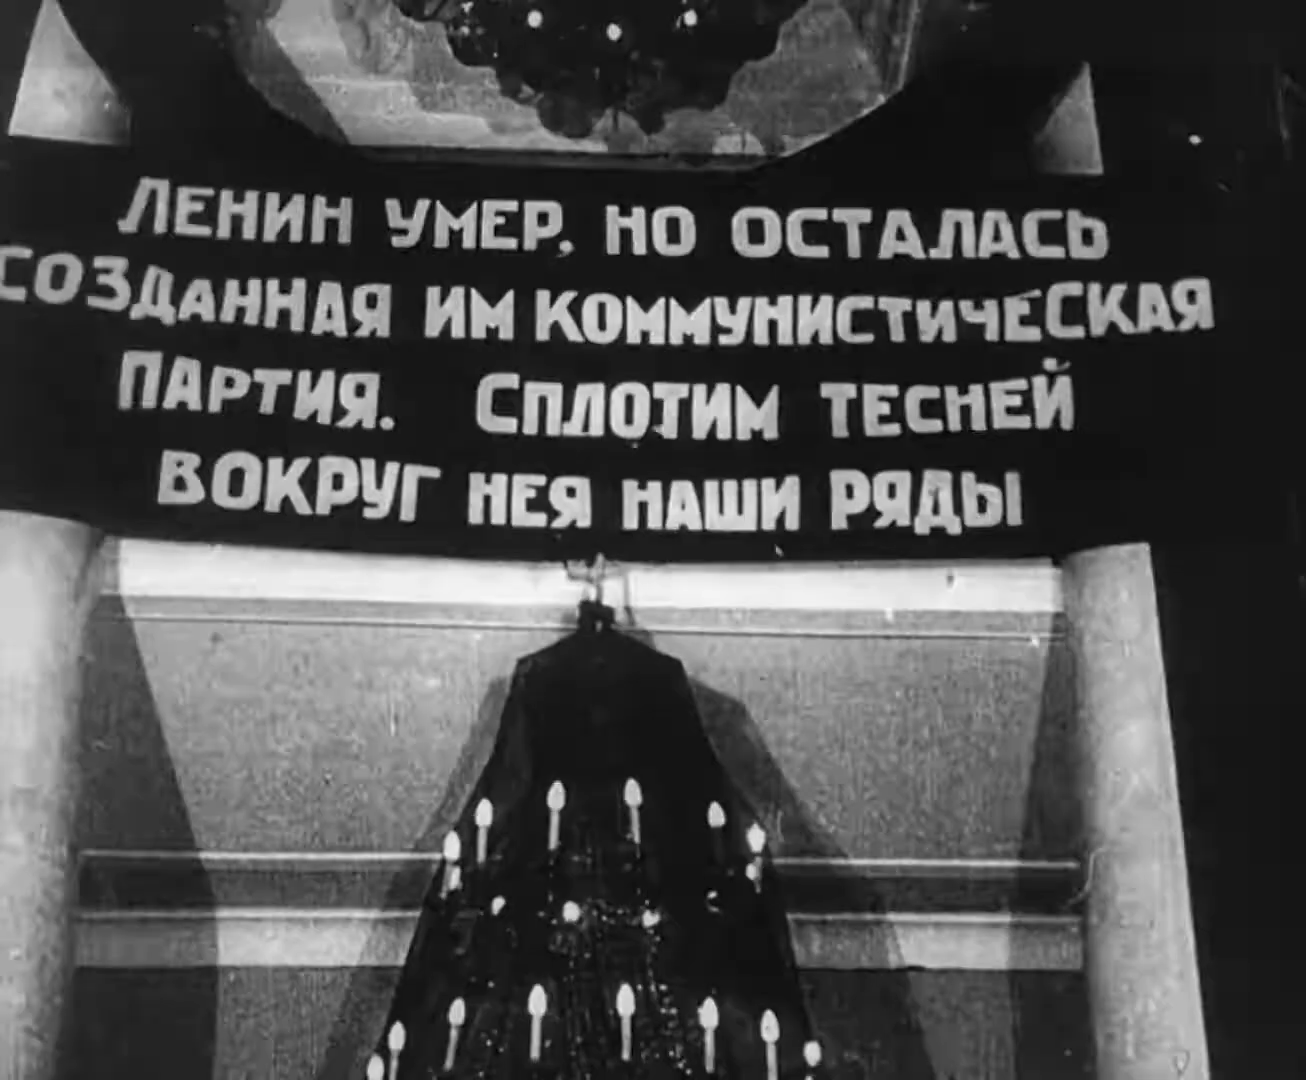 ЛЕНИН УМЕР, НО ОСТАЛАСЬ
СОЗДАННАЯ ИМ КОММУНИСТИЧЕСКАЯ
ПАРТИЯ. СПЛОТИМ ТЕСНЕЙ
ВОКРУГ НЕЯ НАШИ РЯДЫ